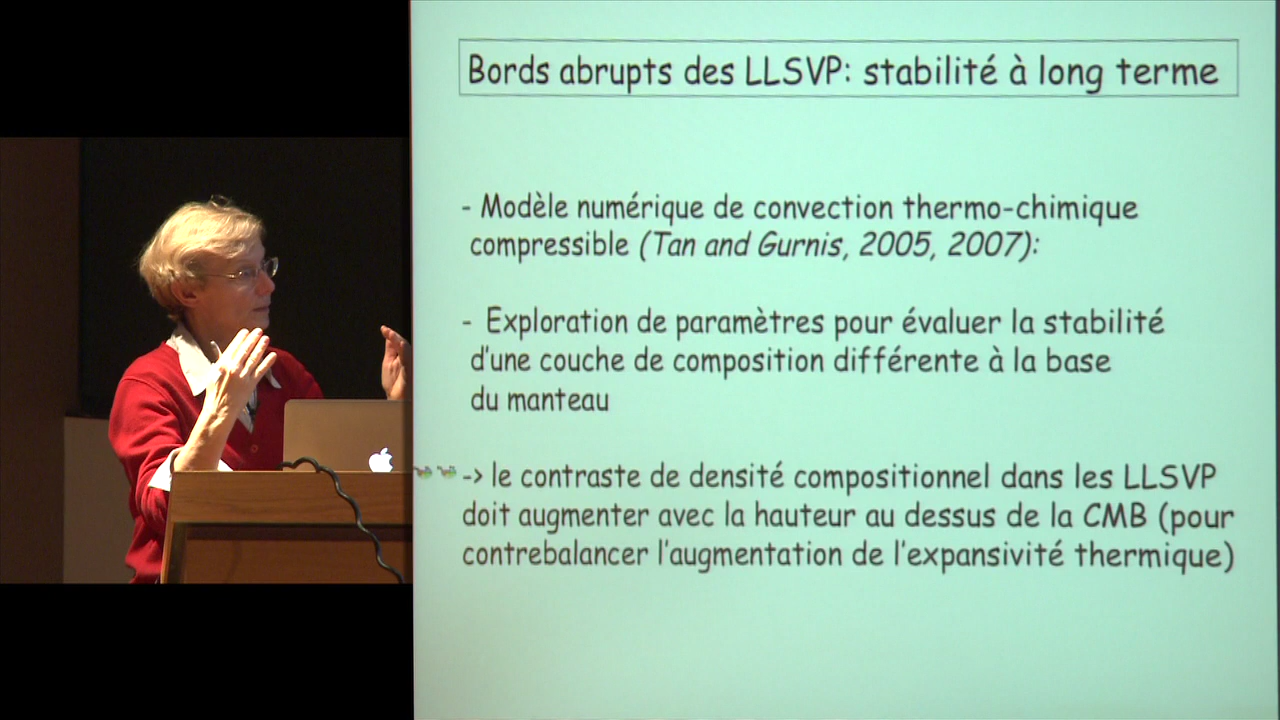 Bords abrupts des LLSVP: stabilité à long terme
- Modèle numérique de convection thermo-chimique
compressible (Tan and Gurnis, 2005, 2007):
- Exploration de paramètres pour évaluer la stabilité
d'une couche de composition différente à la base
du manteau
-> le contraste de densité compositionnel dans les LLSVP
doit augmenter avec la hauteur au dessus de la CMB (pour
contrebalancer l'augmentation de l'expansivité thermique)